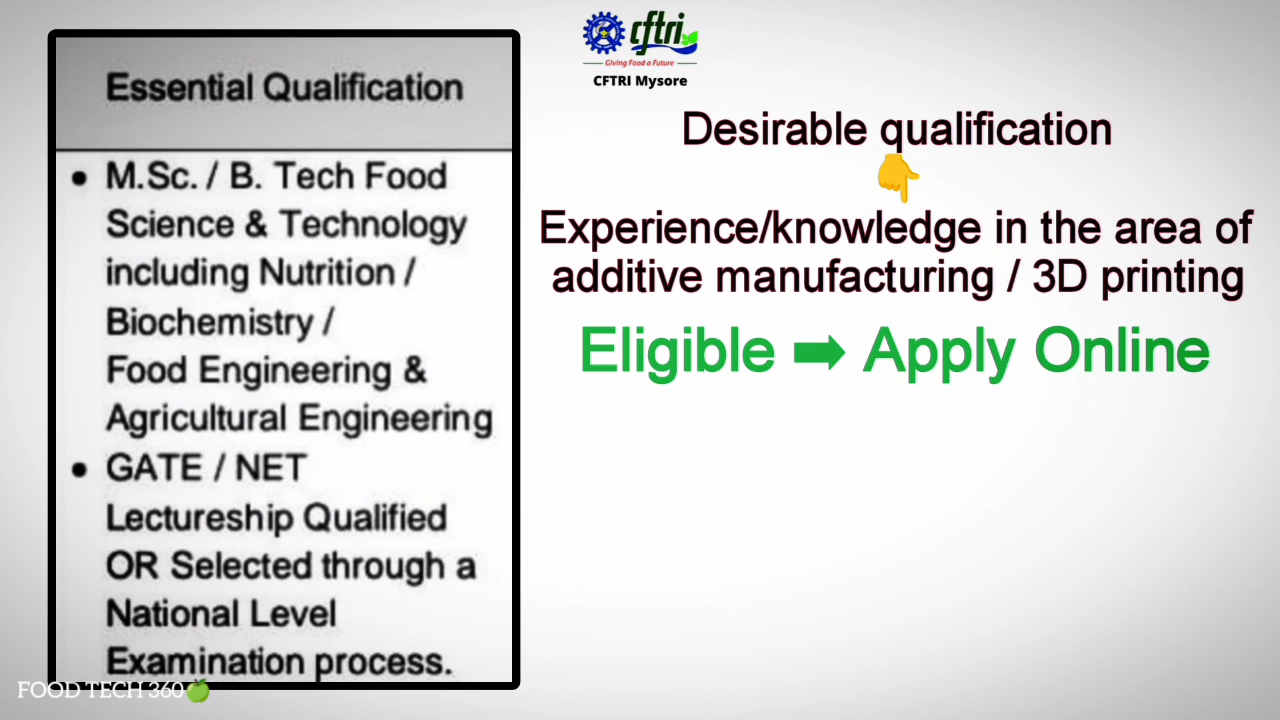 Essential Qualification
• M.Sc. / B. Tech Food
Science & Technology
including Nutrition /
Biochemistry /
Food Engineering &
Agricultural Engineering
• GATE / NET
Lectureship Qualified
OR Selected through a
National Level
Examination process.
cftri
Giving Food a Future
CFTRI Mysore
Desirable qualification
👇
Experience/knowledge in the area of
additive manufacturing / 3D printing
Eligible ➡ Apply Online
FOOD TECH 360🍏